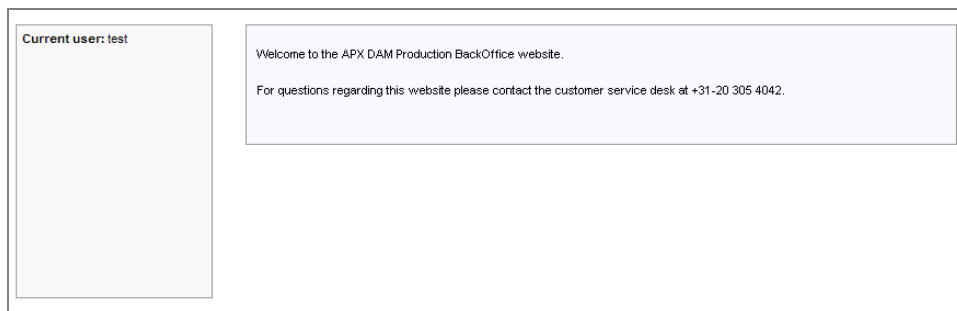 Current user: test
Welcome to the APX DAM Production BackOffice website.
For questions regarding this website please contact the customer service desk at +31-20 305 4042.